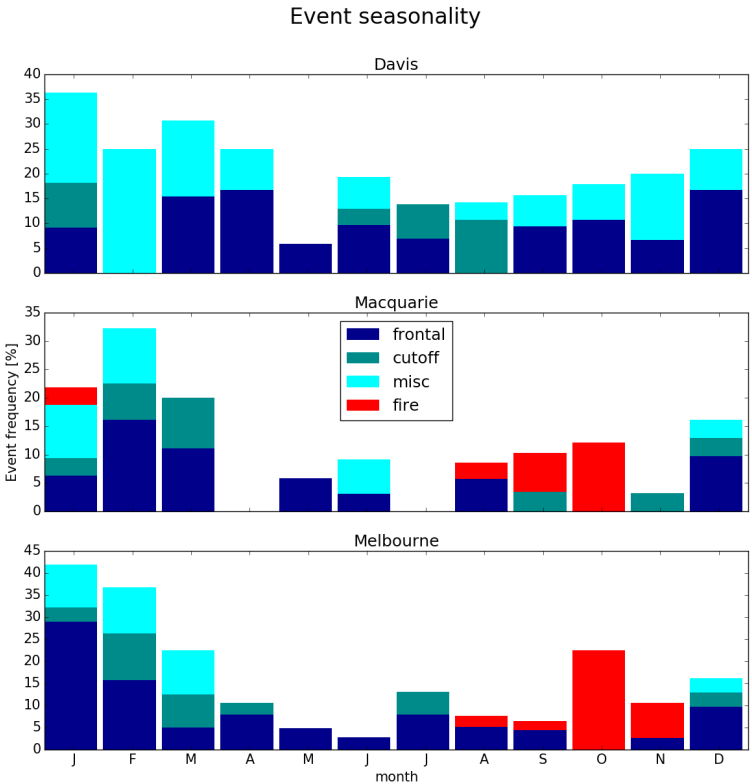 Event seasonality
Davis
40
35
30
25
20
15
10
5
0
Macquarie
35
30
25
20
15
10
5
0
frontal
cutoff
misc
fire
Event frequency [%]
Melbourne
45
40
35
30
25
20
15
10
5
0
J F M A M J J A S O N D
month